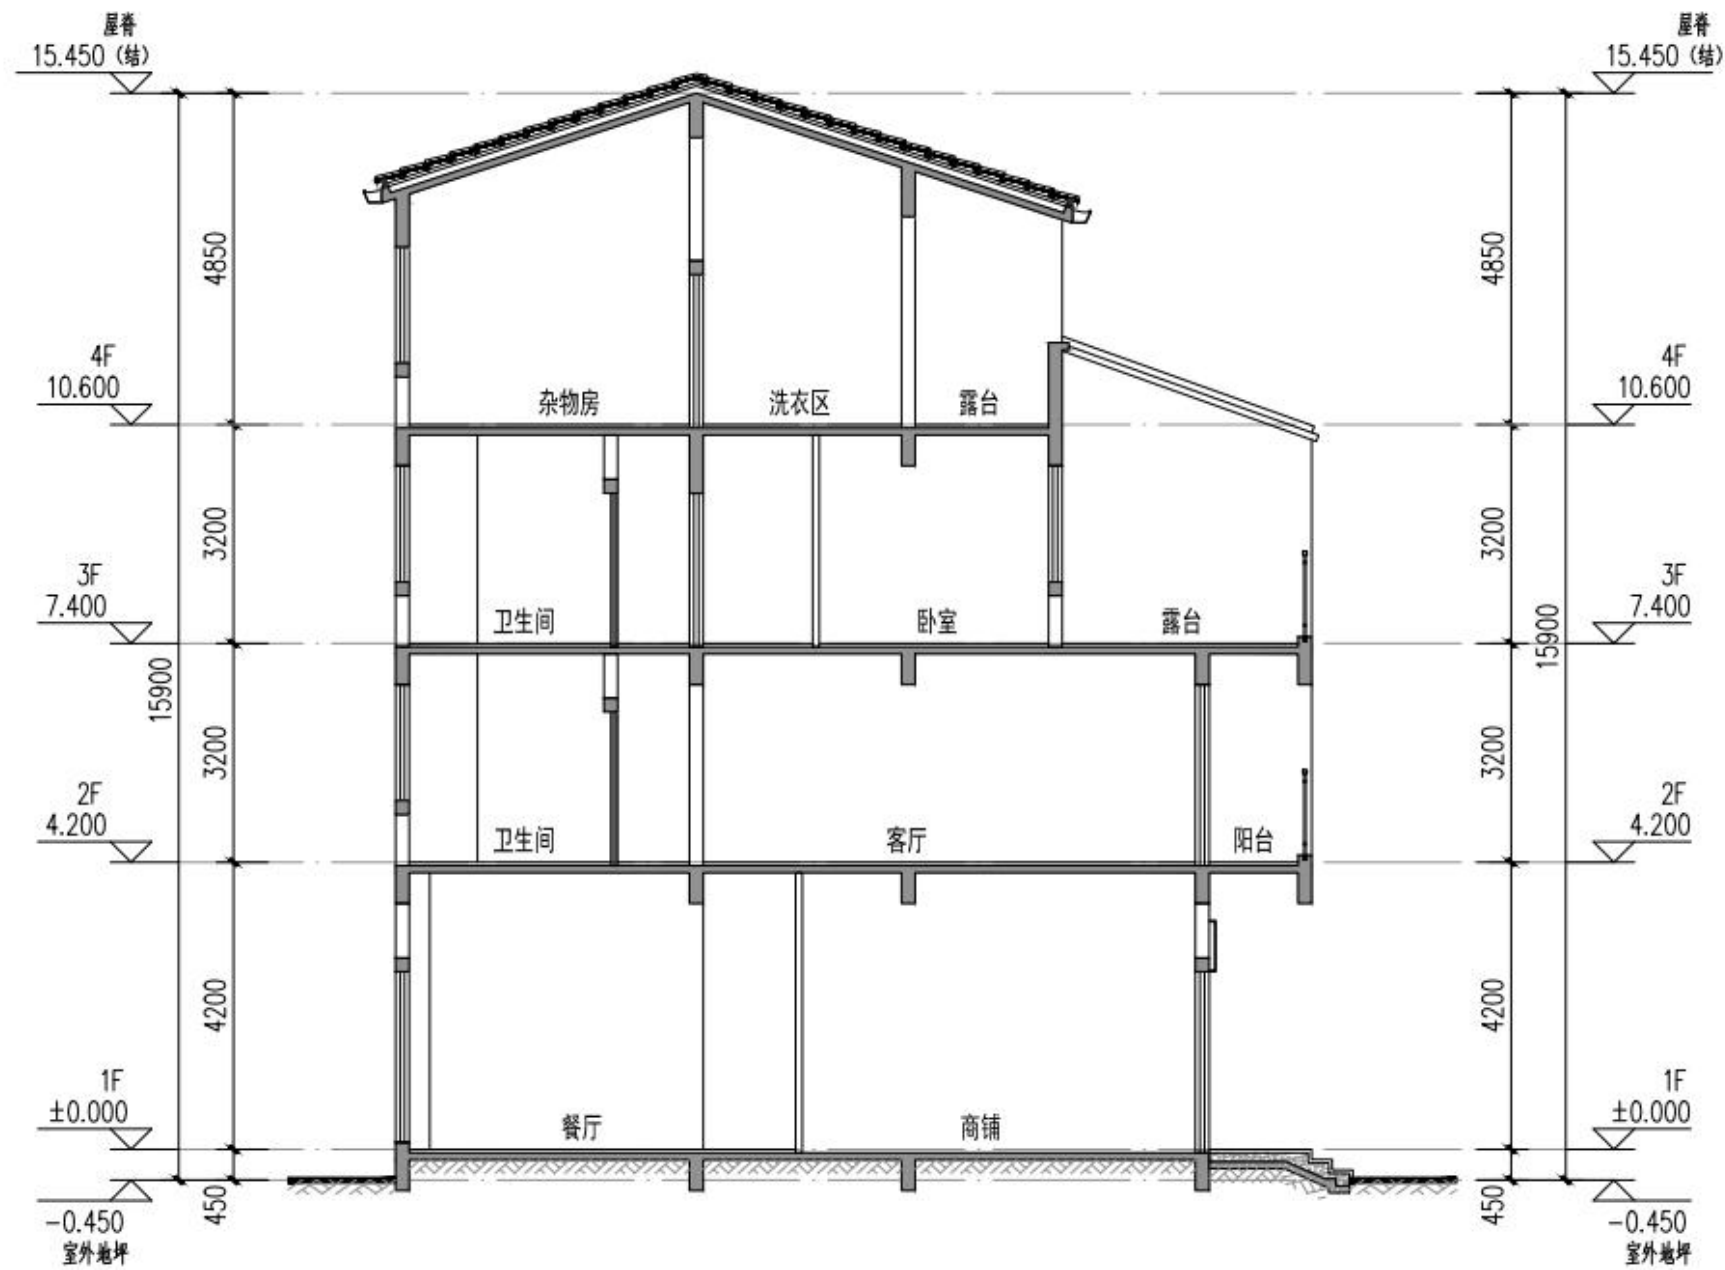 屋脊
15.450（结）
屋脊
15.450（结）
4850
4850
4F
10.600
杂物房
洗衣区
露台
4F
10.600
3200
3200
3F
7.400
卫生间
卧室
露台
3F
7.400
15900
15900
3200
3200
2F
4.200
卫生间
客厅
阳台
2F
4.200
4200
4200
1F
±0.000
餐厅
商铺
1F
±0.000
450
450
-0.450
室外地坪
-0.450
室外地坪